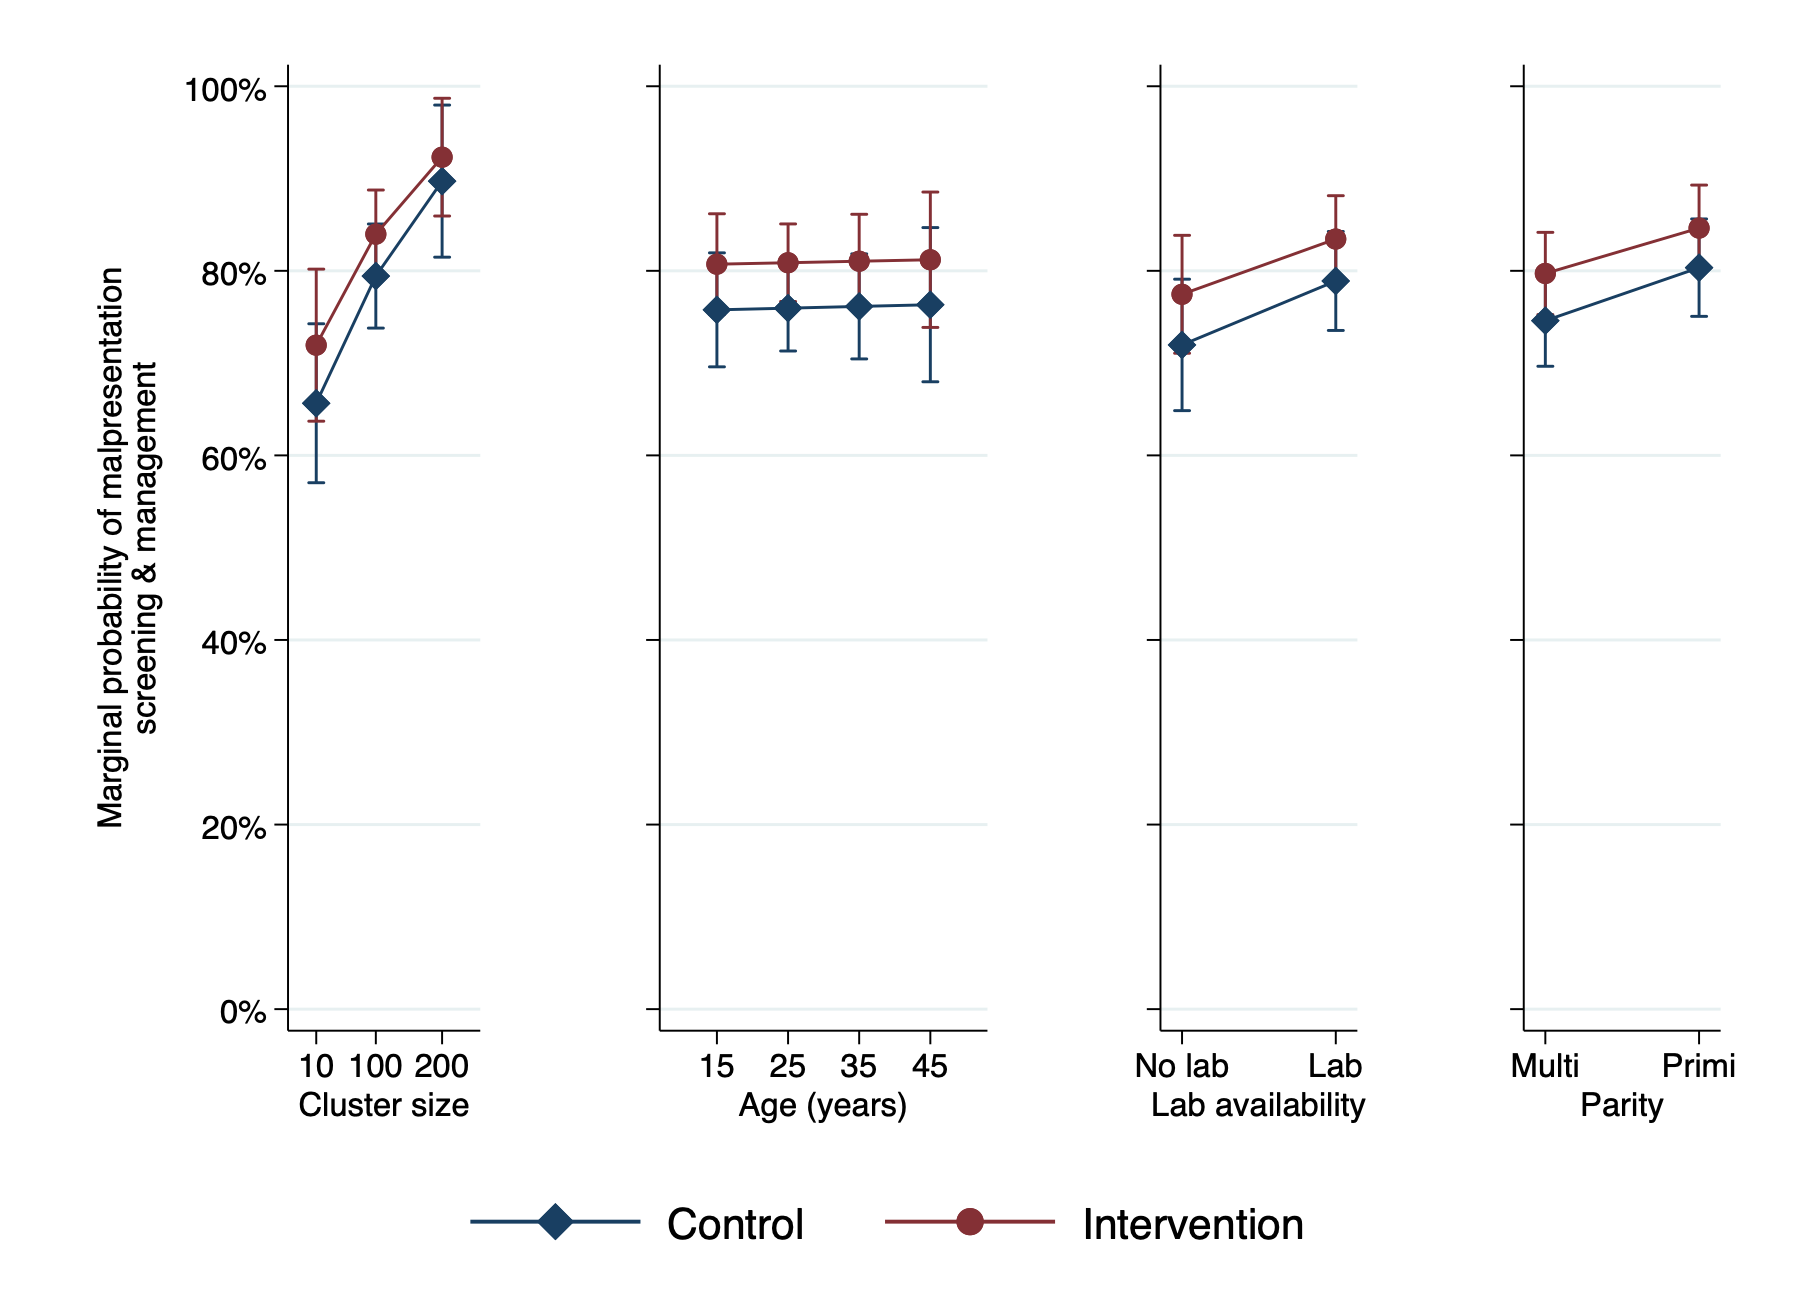 Marginal probability of malpresentation
screening & management
100%
80%
60%
40%
20%
0%
10 100 200
Cluster size
15 25 35 45
Age (years)
No lab Lab
Lab availability
Multi Primi
Parity
Control Intervention